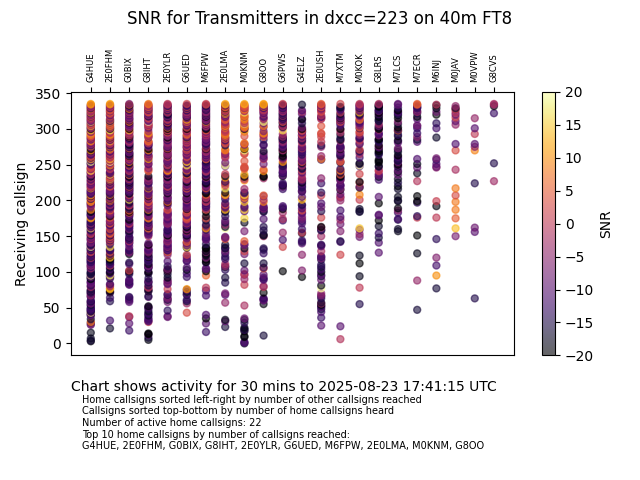 SNR for Transmitters in dxcc=223 on 40m FT8
G4HUE 2E0FHM G0BIX G8IHT 2E0YLR G6UED M6FPW 2E0LMA M0KNM G8OO G6PWS G4ELZ 2E0USH M7XTM M0XOK G8LRS M7LCS M7ECR M6INJ M0JAV M0VPW G8CVS
350
300
250
200
150
100
50
0
Receiving callsign
20
15
10
5
0
−5
−10
−15
−20
SNR
Chart shows activity for 30 mins to 2025-08-23 17:41:15 UTC
Home callsigns sorted left-right by number of other callsigns reached
Callsigns sorted top-bottom by number of home callsigns heard
Number of active home callsigns: 22
Top 10 home callsigns by number of callsigns reached:
G4HUE, 2E0FHM, G0BIX, G8IHT, 2E0YLR, G6UED, M6FPW, 2E0LMA, M0KNM, G8OO